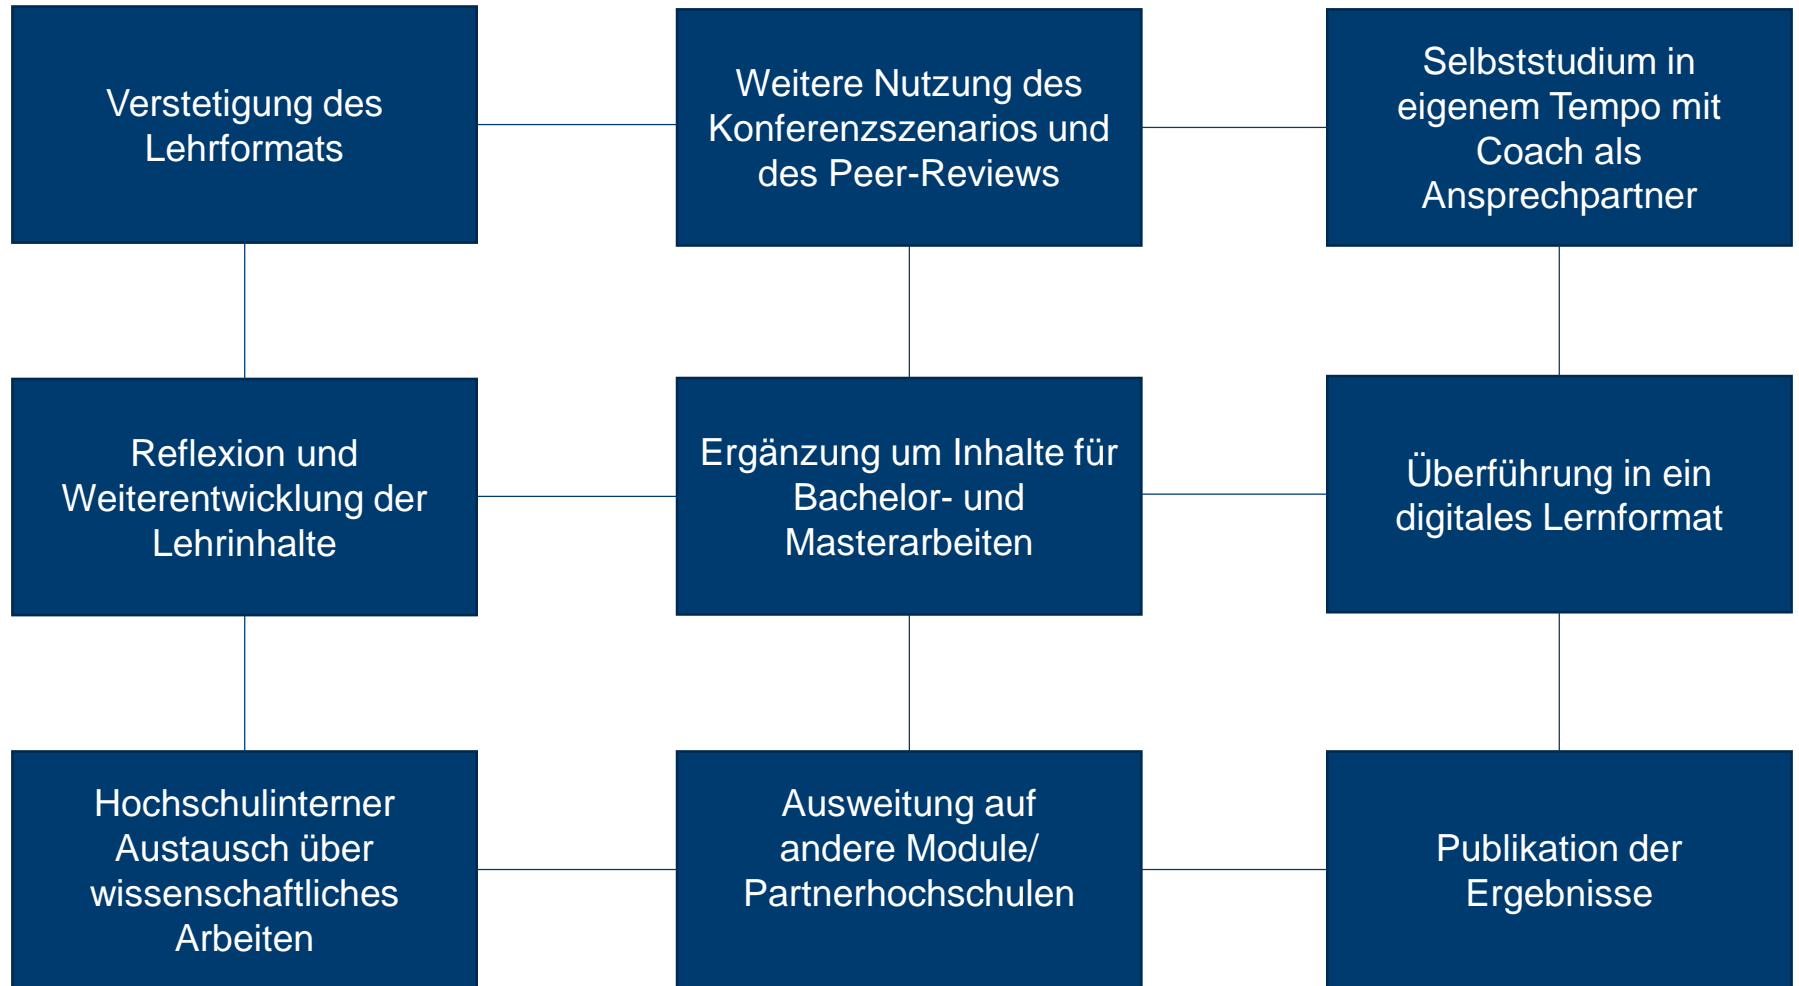 Verstetigung des
Lehrformats
Weitere Nutzung des
Konferenzszenarios und
des Peer-Reviews
Selbststudium in
eigenem Tempo mit
Coach als
Ansprechpartner
Reflexion und
Weiterentwicklung der
Lehrinhalte
Ergänzung um Inhalte für
Bachelor- und
Masterarbeiten
Überführung in ein
digitales Lernformat
Hochschulinterner
Austausch über
wissenschaftliches
Arbeiten
Ausweitung auf
andere Module/
Partnerhochschulen
Publikation der
Ergebnisse